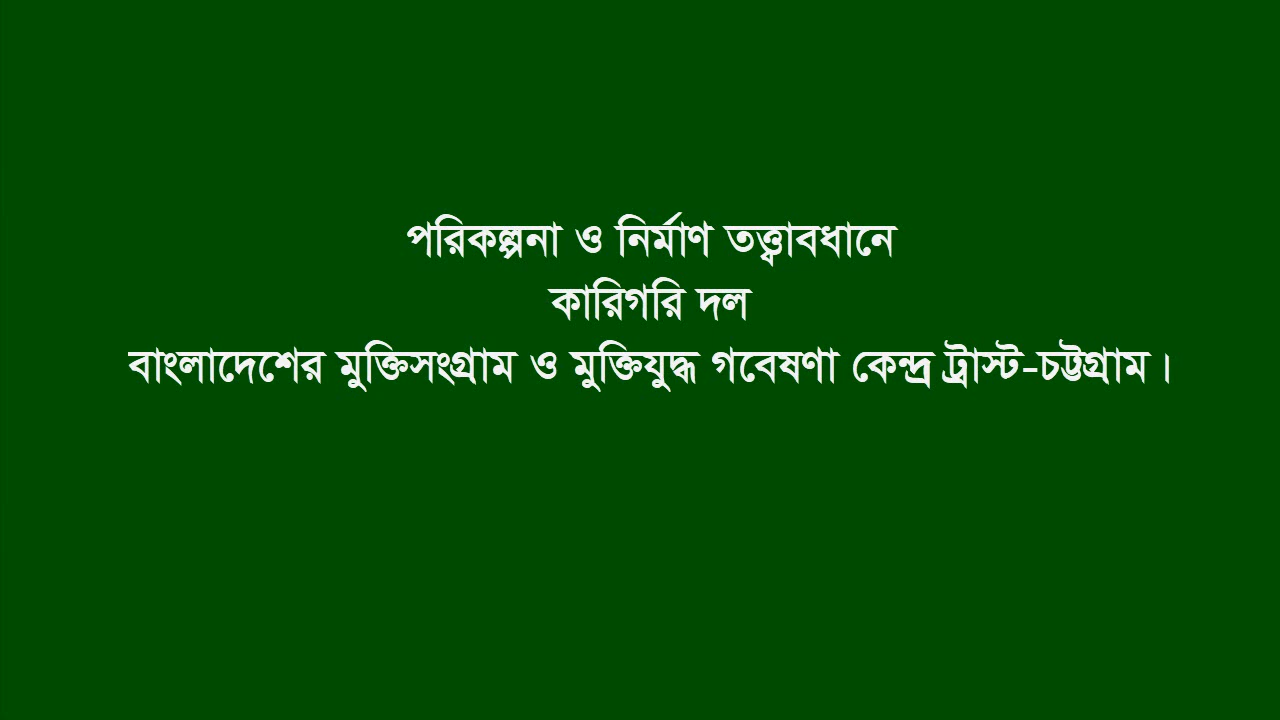 পরিকল্পনা ও নির্মাণ তত্ত্বাবধানে
কারিগরি দল
বাংলাদেশের মুক্তিসংগ্রাম ও মুক্তিযুদ্ধ গবেষণা কেন্দ্র ট্রাস্ট-চট্টগ্রাম।